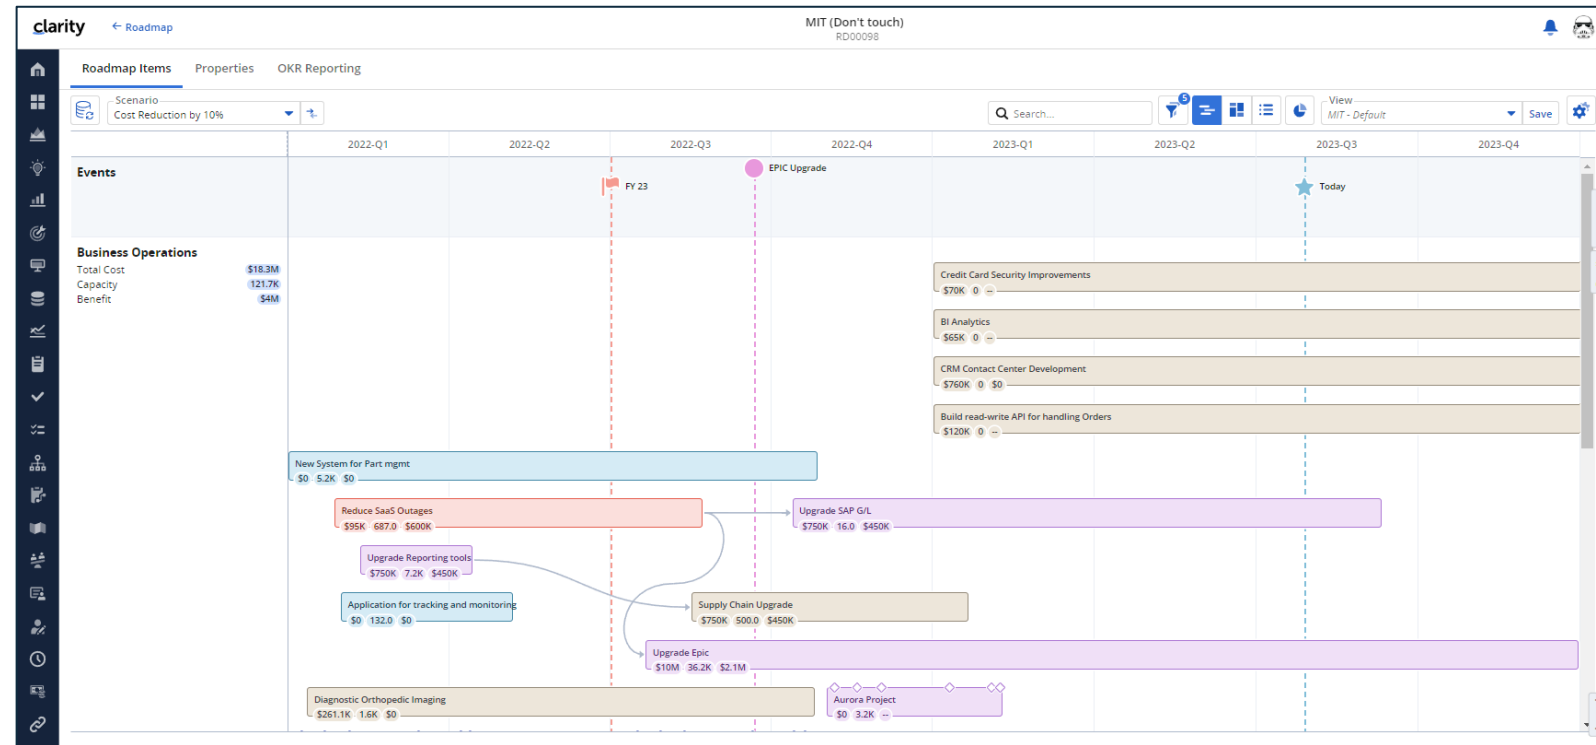 clarity
← Roadmap
MIT (Don't touch)
RD00098
Roadmap Items Properties OKR Reporting
Scenario
Cost Reduction by 10%
Search...
5
View
MIT - Default
Save
2022-Q1 2022-Q2 2022-Q3 2022-Q4 2023-Q1 2023-Q2 2023-Q3 2023-Q4
Events
EPIC Upgrade
FY 23
Today
Business Operations
Total Cost $18.3M
Capacity 121.7K
Benefit $4M
Credit Card Security Improvements
$70K 0 --
BI Analytics
$65K 0 --
CRM Contact Center Development
$760K 0 $0
Build read-write API for handling Orders
$120K 0 --
New System for Part mgmt
$0 5.2K $0
Reduce SaaS Outages
$95K 687.0 $600K
Upgrade SAP G/L
$750K 16.0 $450K
Upgrade Reporting tools
$750K 7.2K $450K
Application for tracking and monitoring
$0 132.0 $0
Supply Chain Upgrade
$750K 500.0 $450K
Upgrade Epic
$10M 36.2K $2.1M
Diagnostic Orthopedic Imaging
$261.1K 1.6K $0
Aurora Project
$0 3.2K --